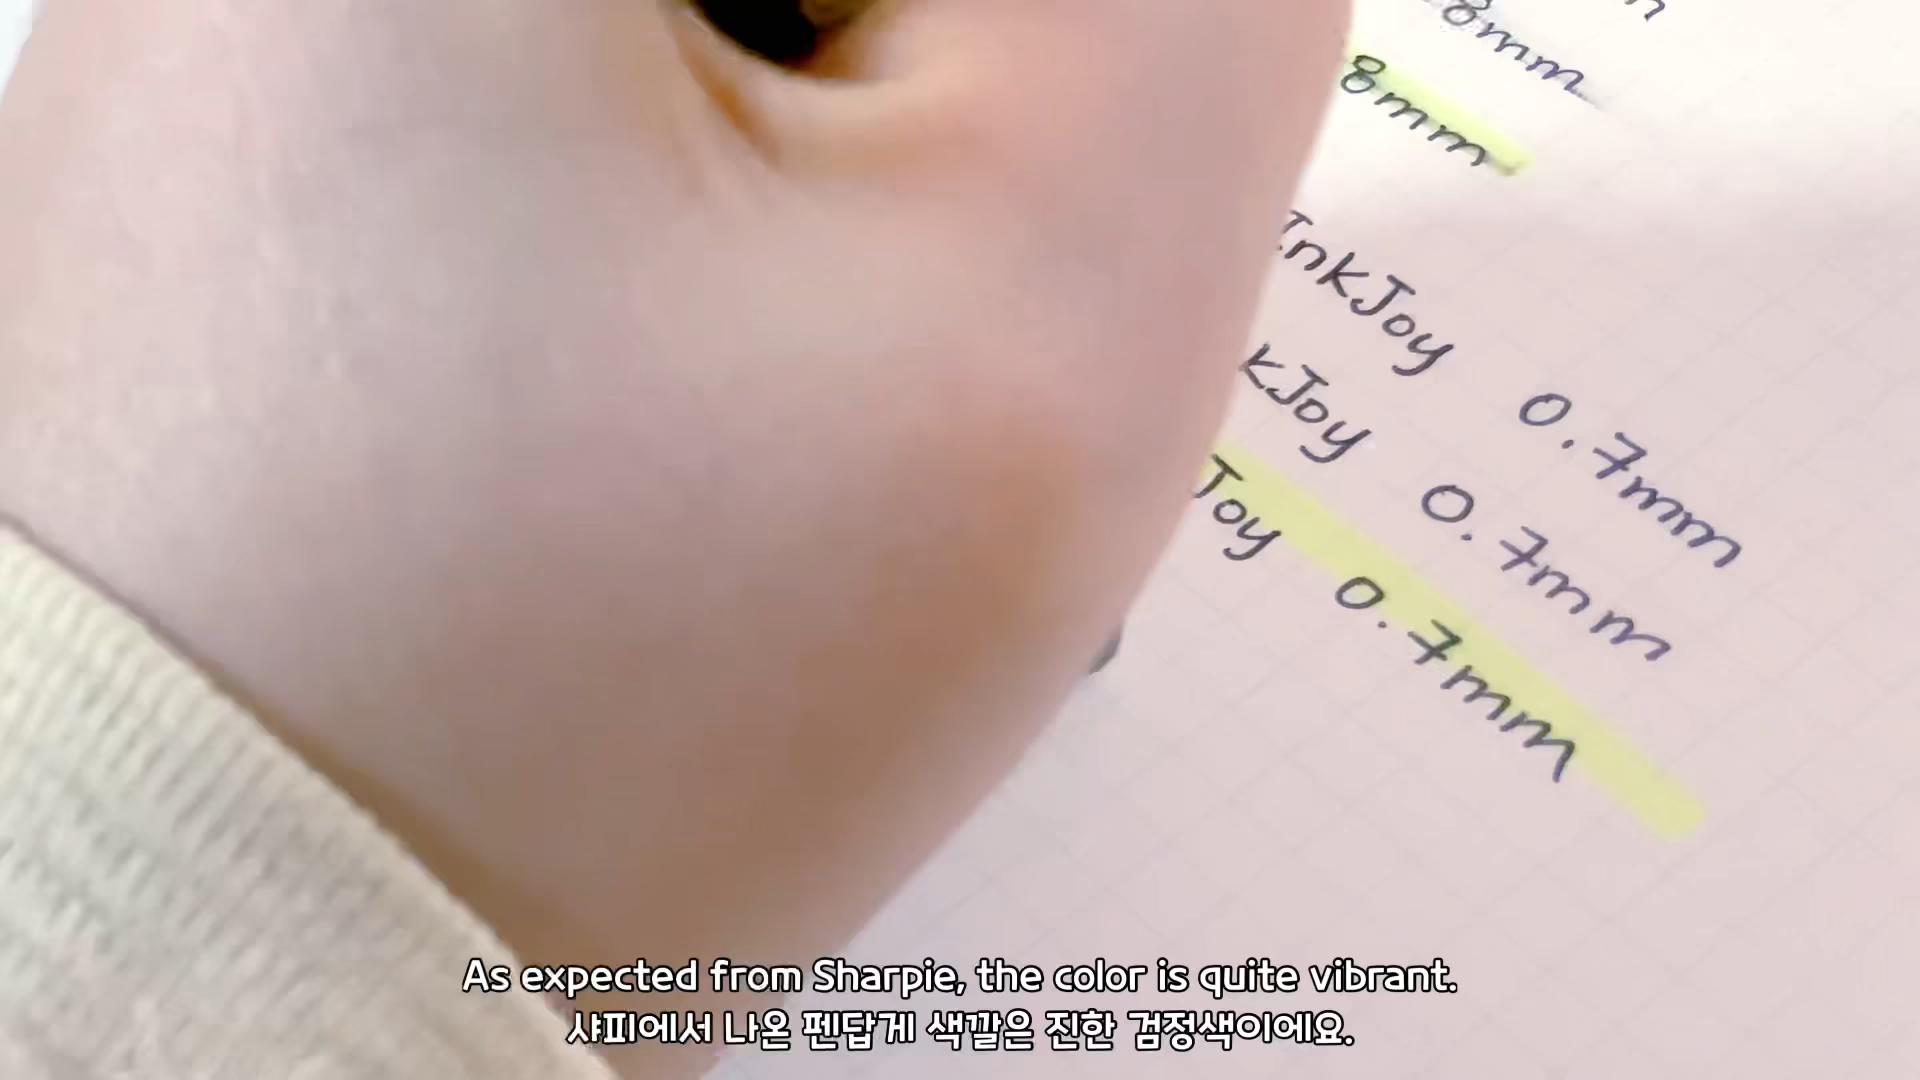 8mm
8mm
InkJoy 0.7mm
kJoy 0.7mm
Joy 0.7mm
As expected from Sharpie, the color is quite vibrant.
샤피에서 나온 펜답게 색깔은 진한 검정색이에요.